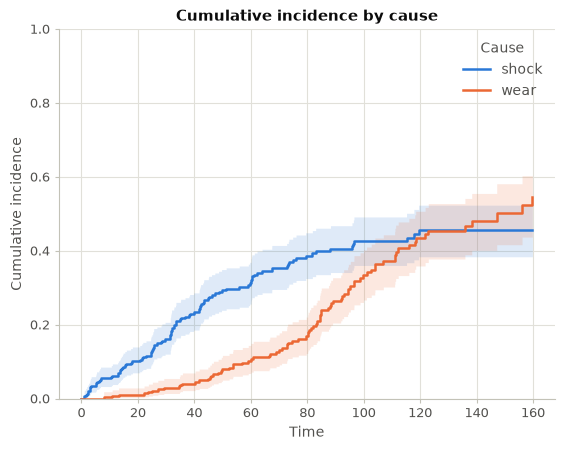 Cumulative incidence by cause
Cumulative incidence
1.0
0.8
0.6
0.4
0.2
0.0
Cause
shock
wear
0 20 40 60 80 100 120 140 160
Time